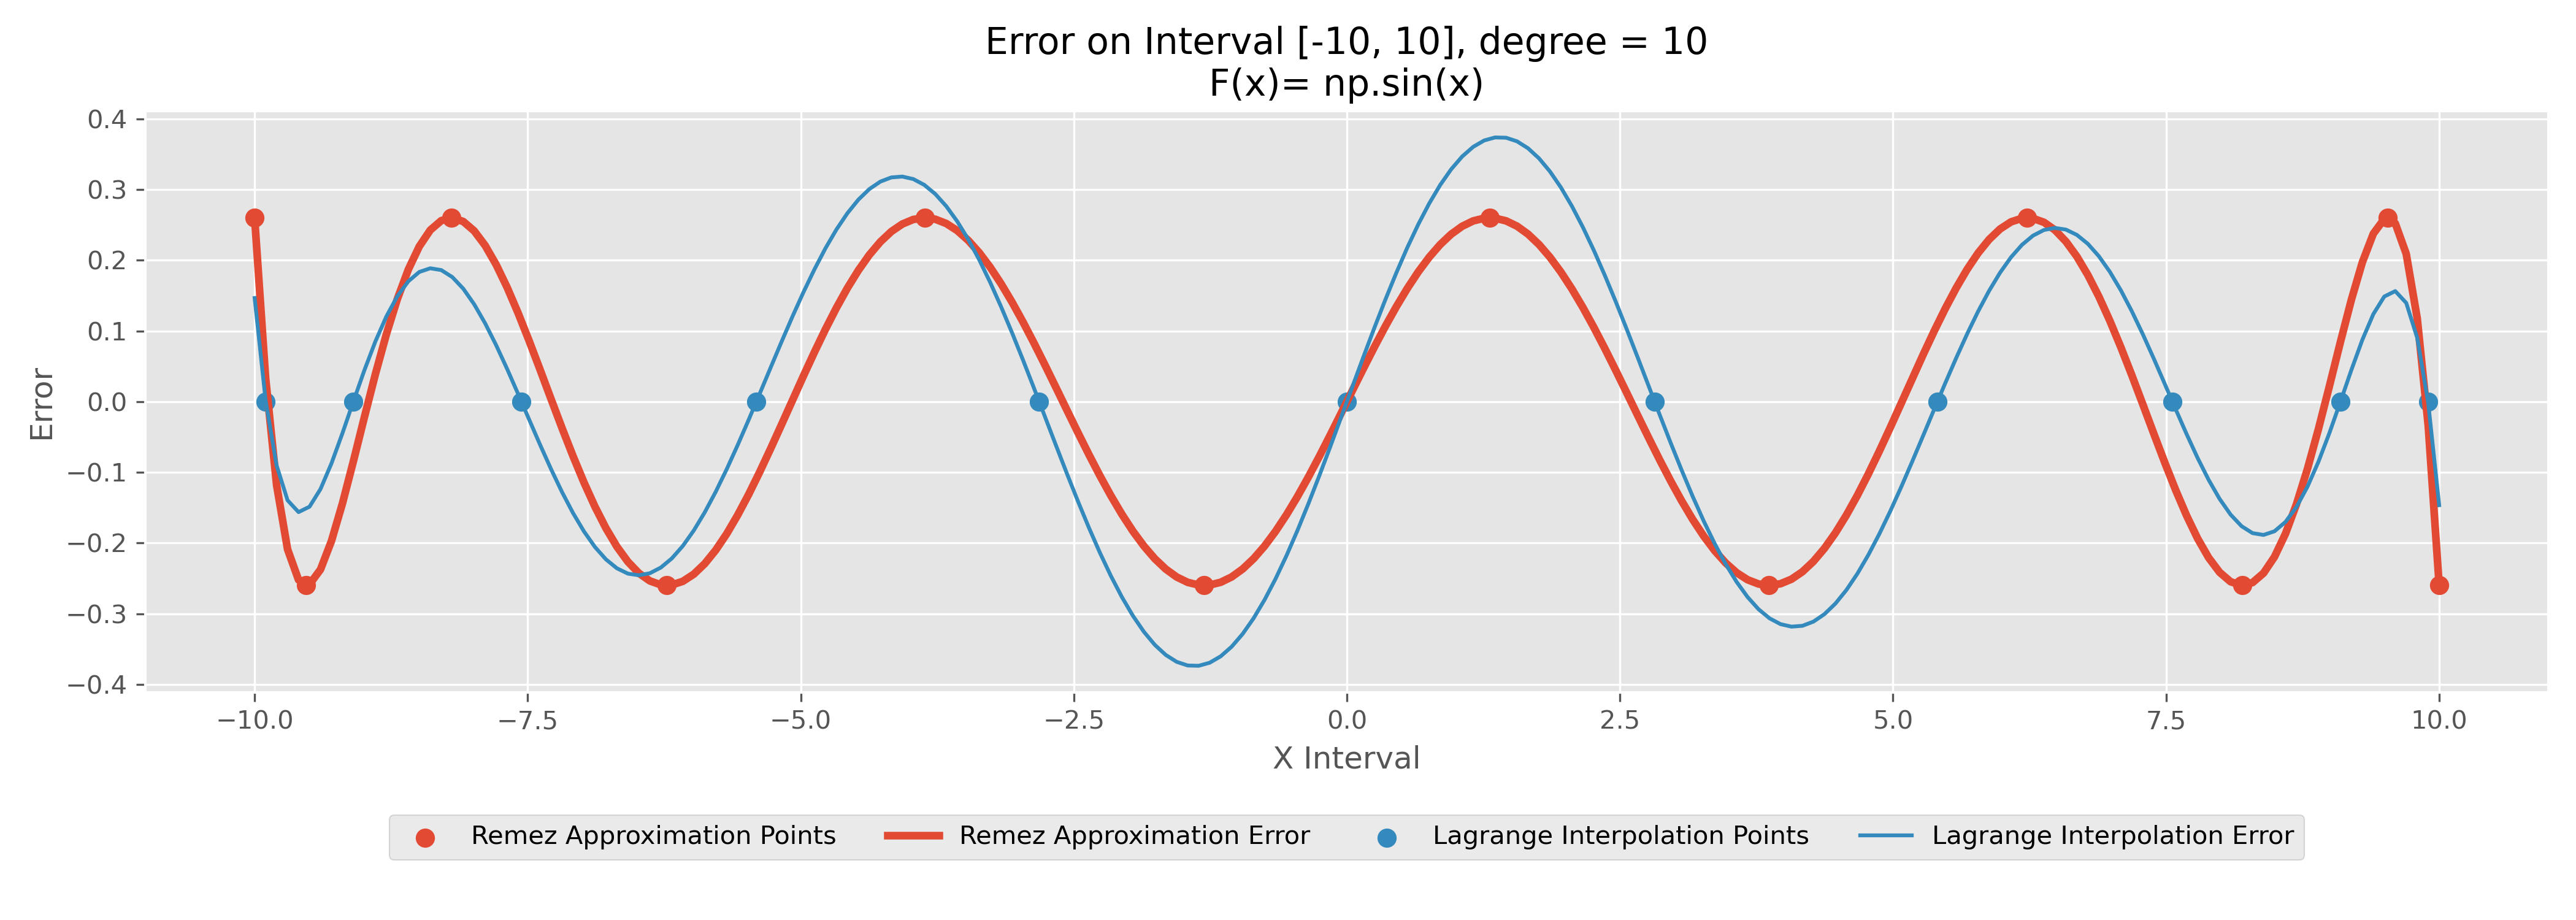 Error on Interval [-10, 10], degree = 10
F(x)= np.sin(x)
0.4
0.3
0.2
0.1
0.0
−0.1
−0.2
−0.3
−0.4
Error
−10.0 −7.5 −5.0 −2.5 0.0 2.5 5.0 7.5 10.0
X Interval
Remez Approximation Points Remez Approximation Error Lagrange Interpolation Points Lagrange Interpolation Error